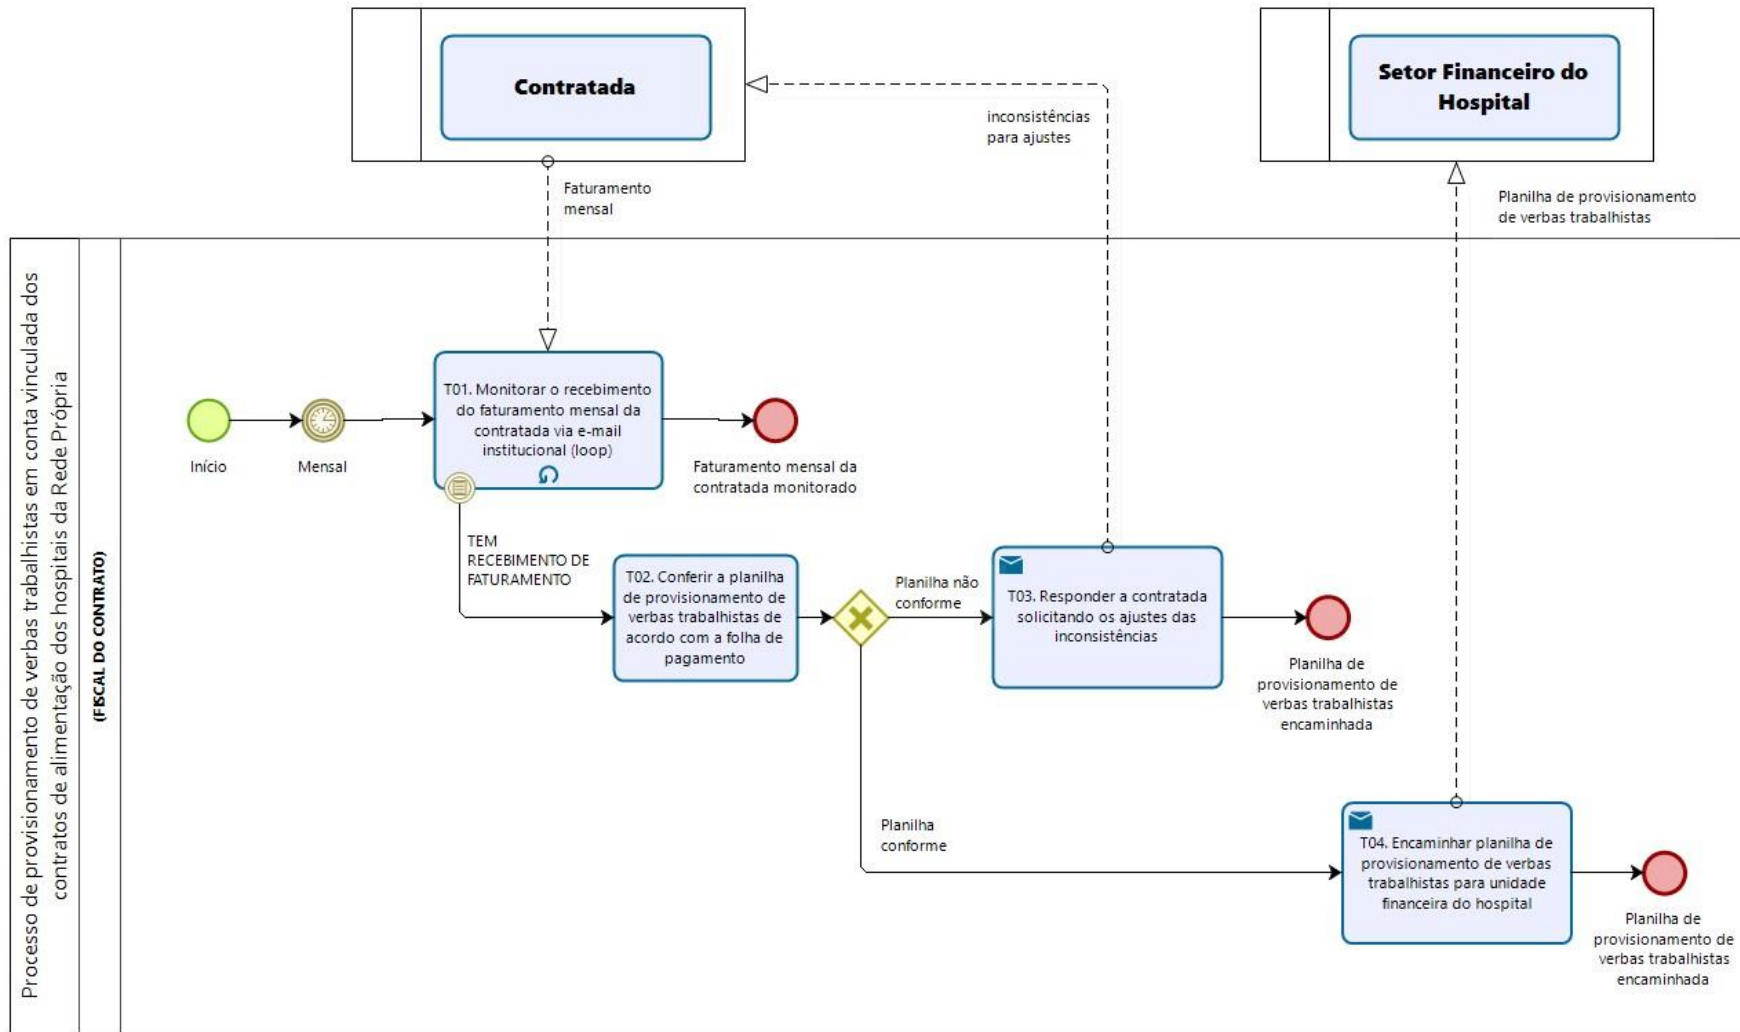 Contratada
Setor Financeiro do
Hospital
inconsistências
para ajustes
Faturamento
mensal
Planilha de provisionamento
de verbas trabalhistas
Processo de provisionamento de verbas trabalhistas em conta vinculada dos
contratos de alimentação dos hospitais da Rede Própria
(FISCAL DO CONTRATO)
Início
Mensal
T01. Monitorar o recebimento
do faturamento mensal da
contratada via e-mail
institucional (loop)
Faturamento mensal da
contratada monitorado
TEM
RECEBIMENTO DE
FATURAMENTO
T02. Conferir a planilha
de provisionamento de
verbas trabalhistas de
acordo com a folha de
pagamento
Planilha não
conforme
T03. Responder a contratada
solicitando os ajustes das
inconsistências
Planilha de
provisionamento de
verbas trabalhistas
encaminhada
Planilha
conforme
T04. Encaminhar planilha de
provisionamento de verbas
trabalhistas para unidade
financeira do hospital
Planilha de
provisionamento de
verbas trabalhistas
encaminhada